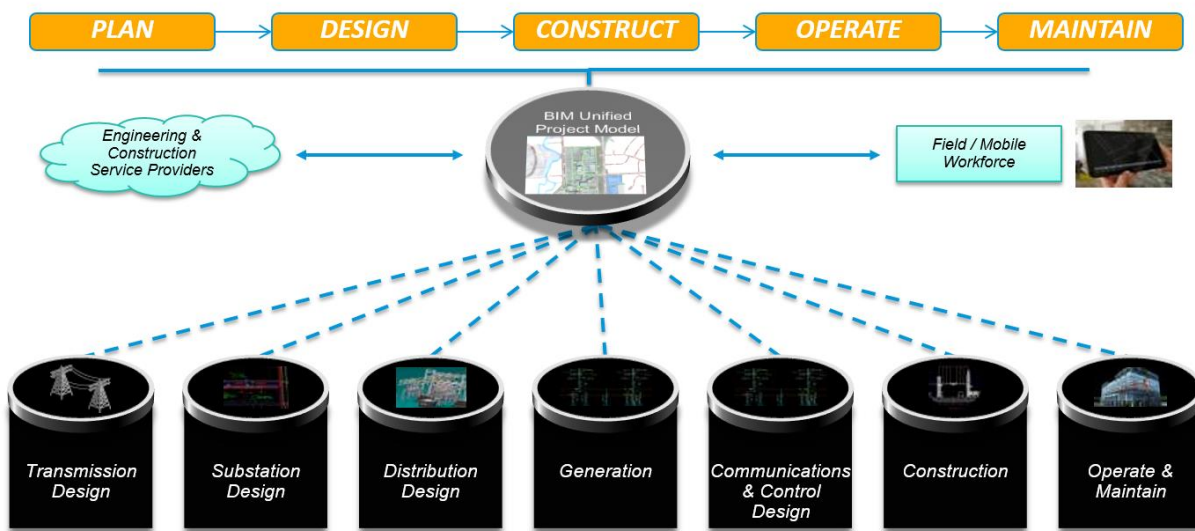 PLAN
DESIGN
CONSTRUCT
OPERATE
MAINTAIN
BIM Unified
Project Model
Engineering &
Construction
Service Providers
Field / Mobile
Workforce
Transmission
Design
Substation
Design
Distribution
Design
Generation
Communications
& Control
Design
Construction
Operate &
Maintain